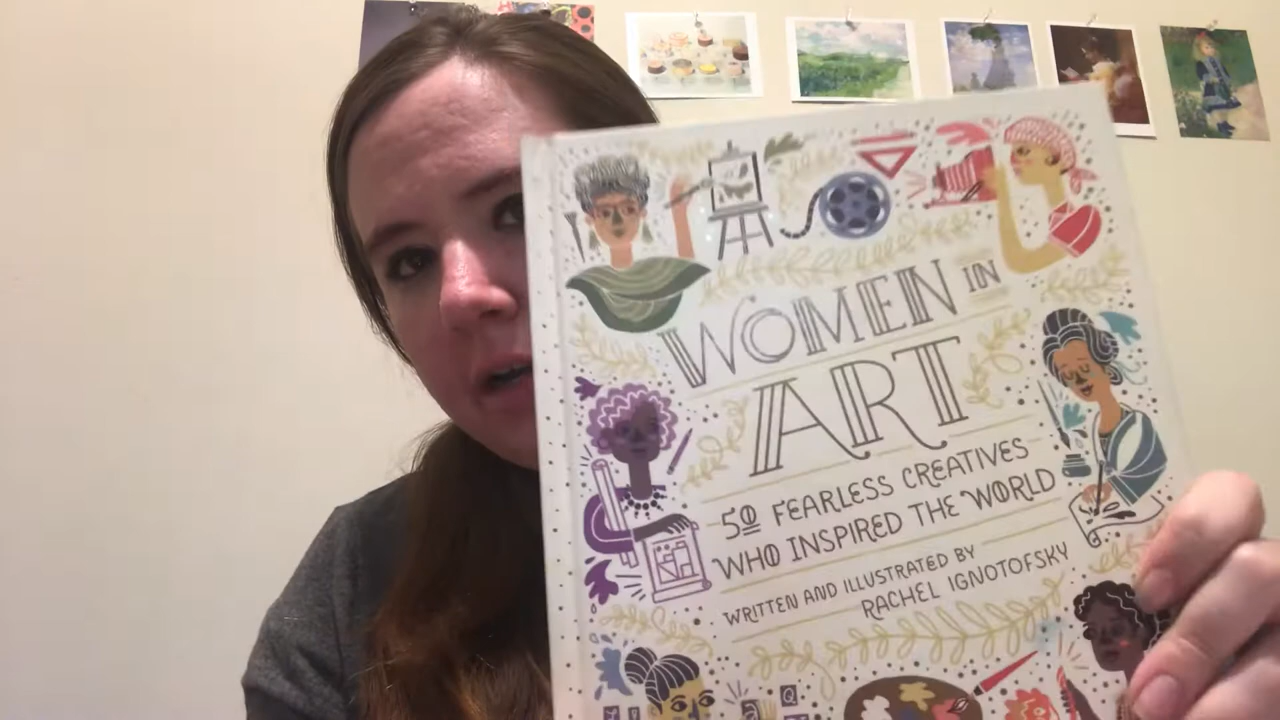 WOMEN IN
ART
50 FEARLESS CREATIVES
WHO INSPIRED THE WORLD
WRITTEN AND ILLUSTRATED BY
RACHEL IGNOTOFSKY
Q